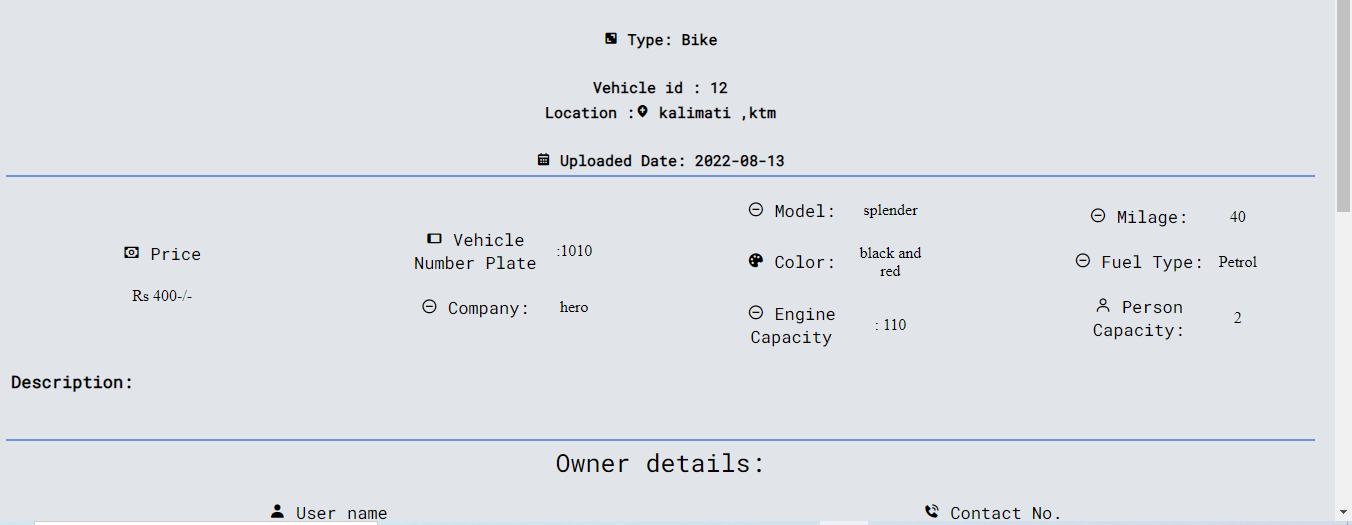 Type: Bike
Vehicle id : 12
Location : kalimati ,ktm
Uploaded Date: 2022-08-13
Price
Rs 400-/-
Vehicle
Number Plate
:1010
Company: hero
Model: splender
Color: black and
red
Engine
Capacity
: 110
Milage: 40
Fuel Type: Petrol
Person
Capacity:
2
Description:
Owner details:
User name
Contact No.